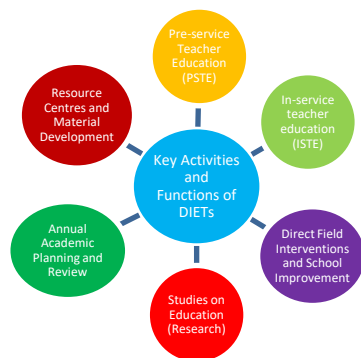 Pre-service
Teacher
Education
(PSTE)
In-service
teacher
education
(ISTE)
Direct Field
Interventions
and School
Improvement
Studies on
Education
(Research)
Annual
Academic
Planning and
Review
Resource
Centres and
Material
Development
Key Activities
and
Functions of
DIETs